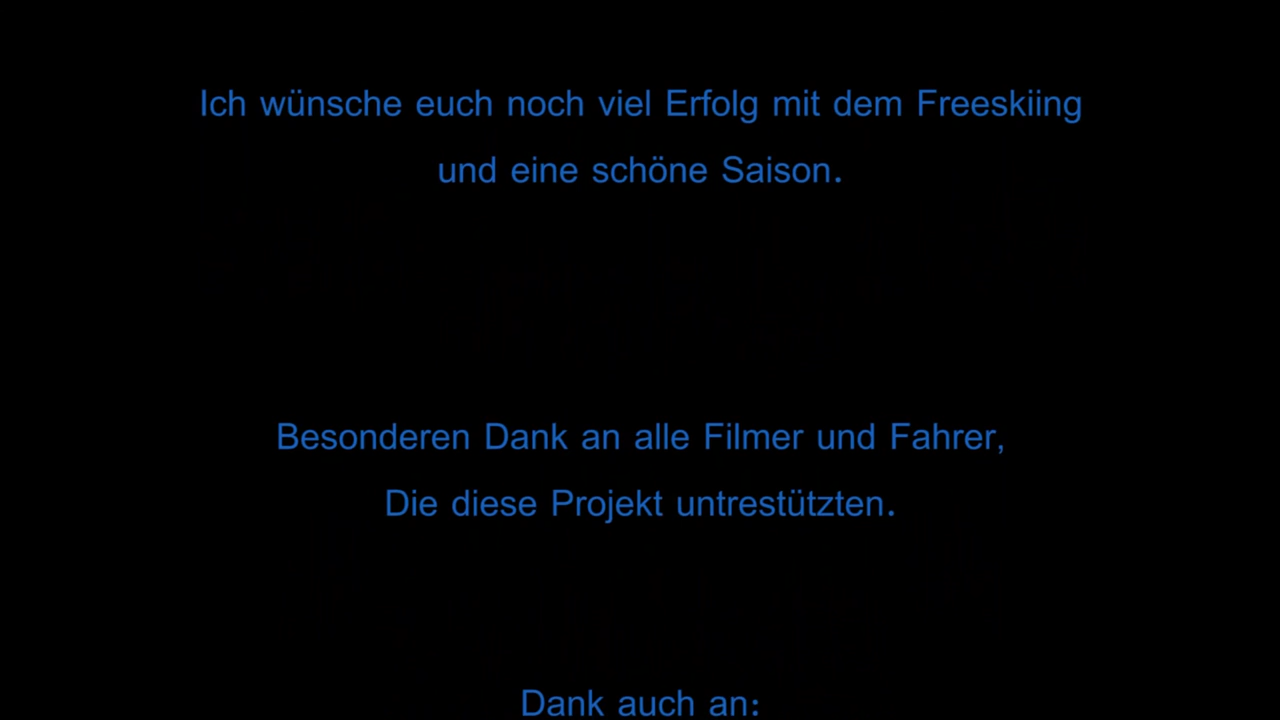 Ich wünsche euch noch viel Erfolg mit dem Freeskiing
und eine schöne Saison.
Besonderen Dank an alle Filmer und Fahrer,
Die diese Projekt untrestützten.
Dank auch an: